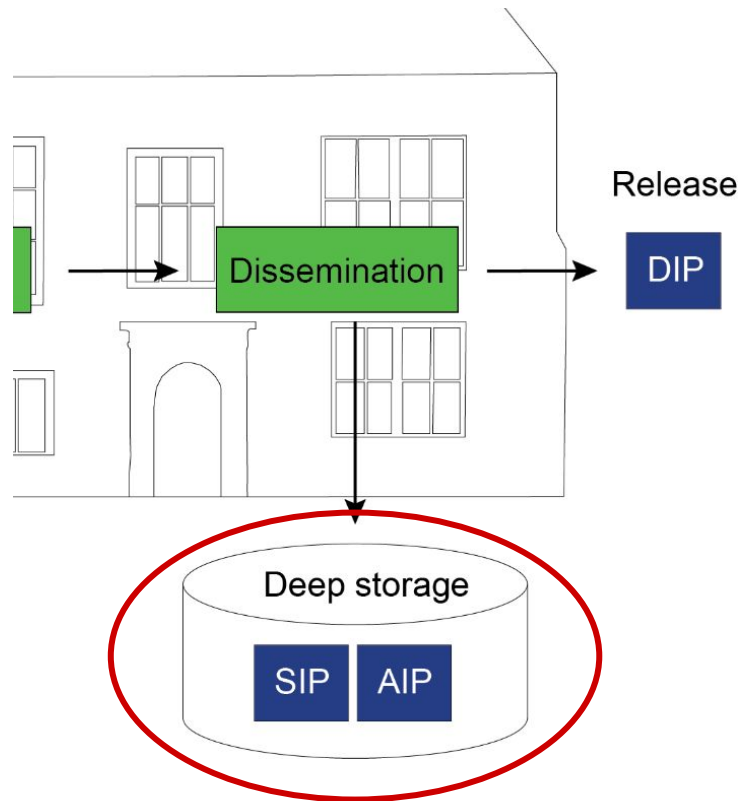 Release
Dissemination
DIP
Deep storage
SIP
AIP